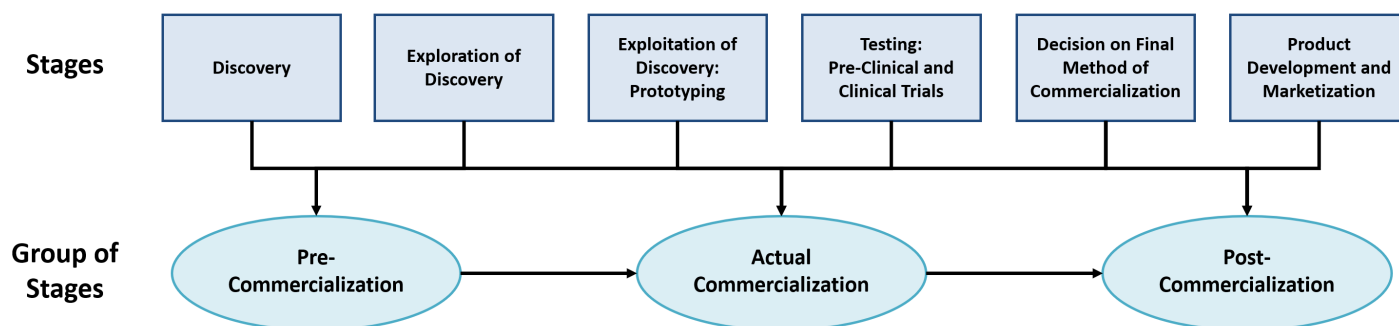 Stages
Discovery
Exploration of
Discovery
Exploitation of
Discovery:
Prototyping
Testing:
Pre-Clinical and
Clinical Trials
Decision on Final
Method of
Commercialization
Product
Development and
Marketization
Group of
Stages
Pre-
Commercialization
Actual
Commercialization
Post-
Commercialization